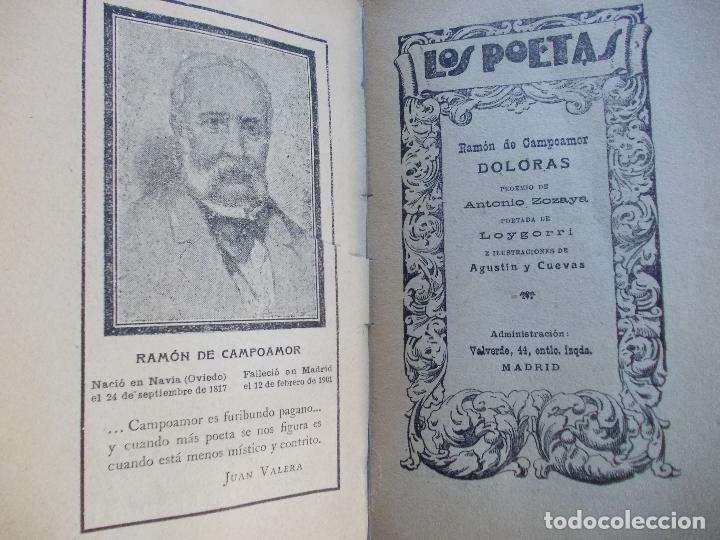 RAMÓN DE CAMPOAMOR
Nació en Navia (Oviedo)
el 24 de septiembre de 1817
Falleció en Madrid
el 12 de febrero de 1901
... Campoamor es furibundo pagano...
y cuando más poeta se nos figura es
cuando está menos místico y contrito.
JUAN VALERA
LOS POETAS
Ramón de Campoamor
DOLORAS
PROEMIO DE
Antonio Zozaya
PORTADA DE
Loygorri
E ILUSTRACIONES DE
Agustín y Cuevas
Administración:
Valverde, 44, entlo. izqda.
MADRID
todocoleccion.net